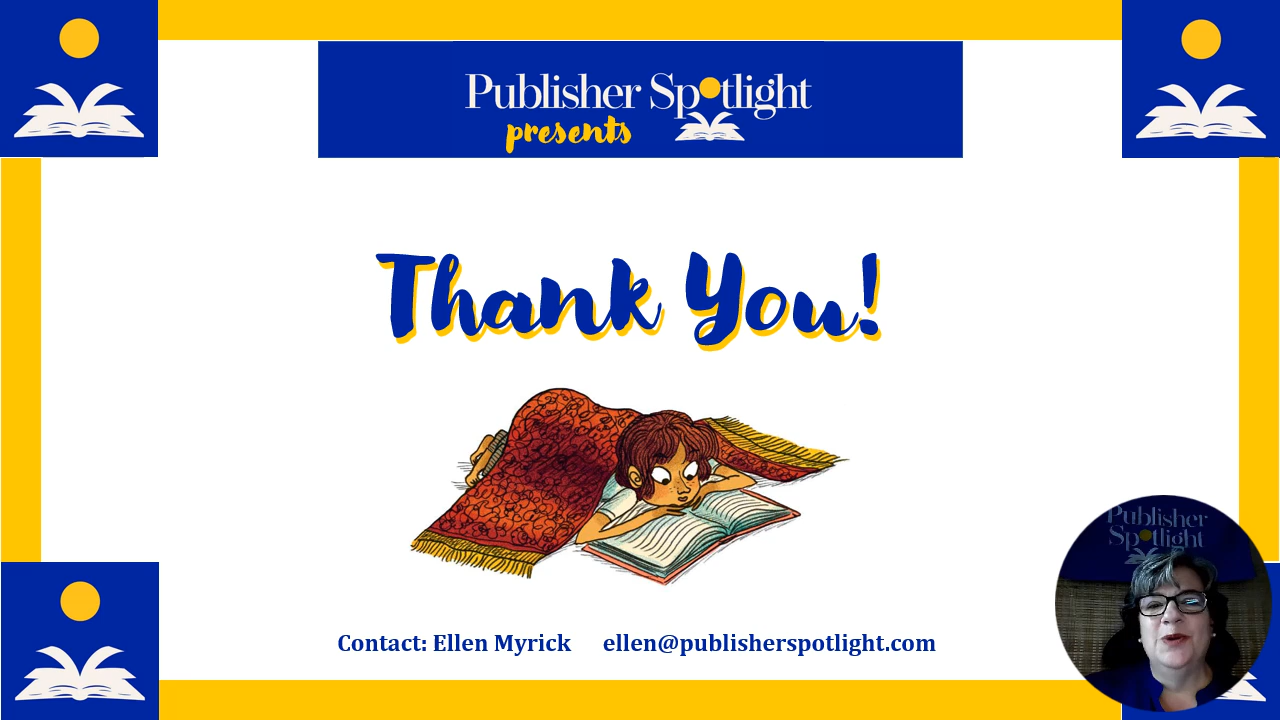 Publisher Spotlight
presents
Thank You!
Contact: Ellen Myrick ellen@publisherspotlight.com
Publisher
Spotlight